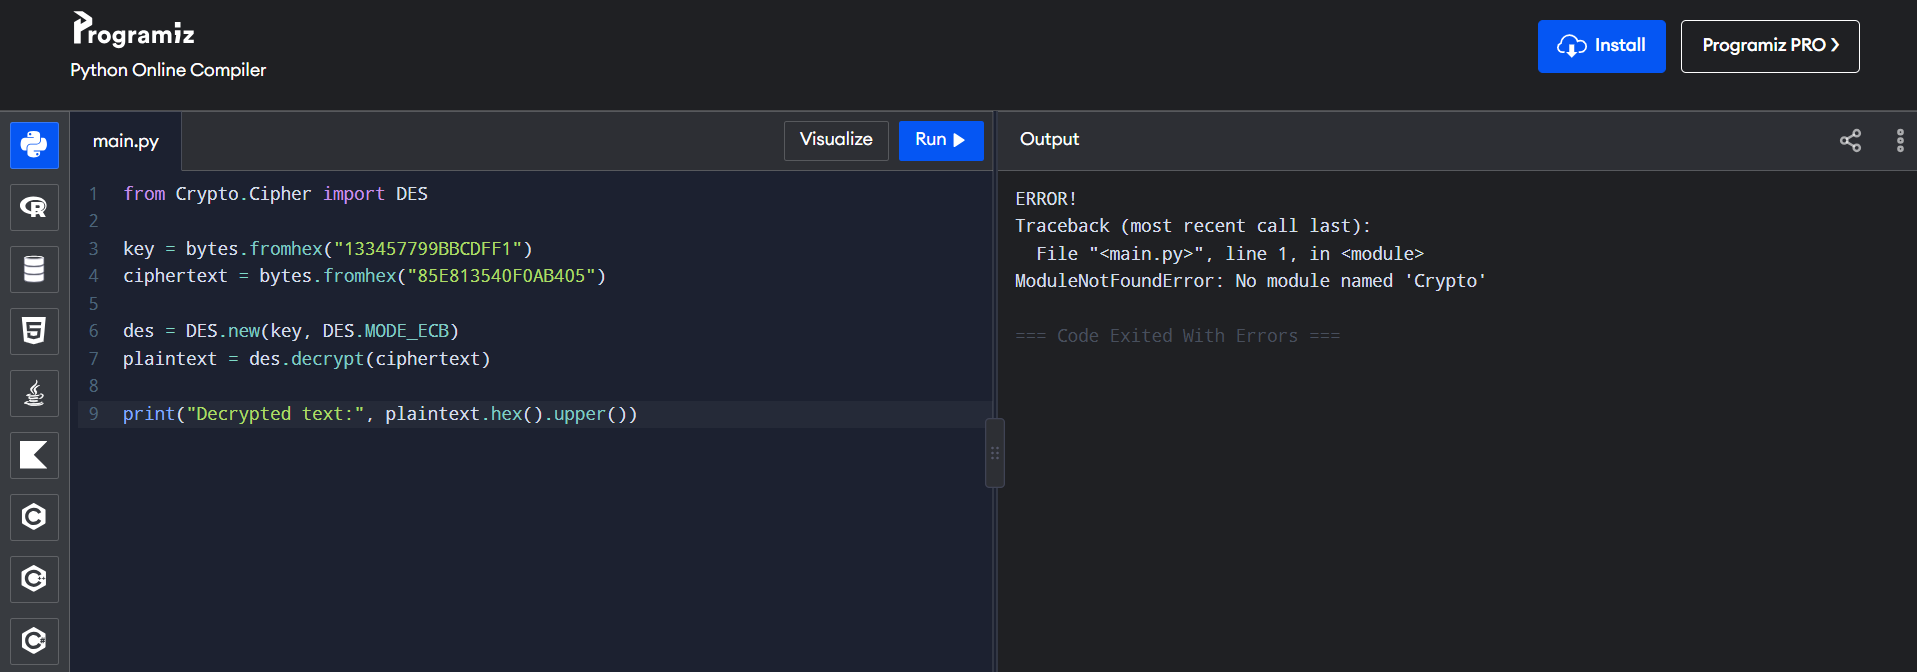 Programiz
Python Online Compiler
Install
Programiz PRO ❯
main.py
Visualize
Run ▶
Output
1 from Crypto.Cipher import DES
2
3 key = bytes.fromhex("133457799BBCDFF1")
4 ciphertext = bytes.fromhex("85E813540F0AB405")
5
6 des = DES.new(key, DES.MODE_ECB)
7 plaintext = des.decrypt(ciphertext)
8
9 print("Decrypted text:", plaintext.hex().upper())
ERROR!
Traceback (most recent call last):
  File "<main.py>", line 1, in <module>
ModuleNotFoundError: No module named 'Crypto'
=== Code Exited With Errors ===